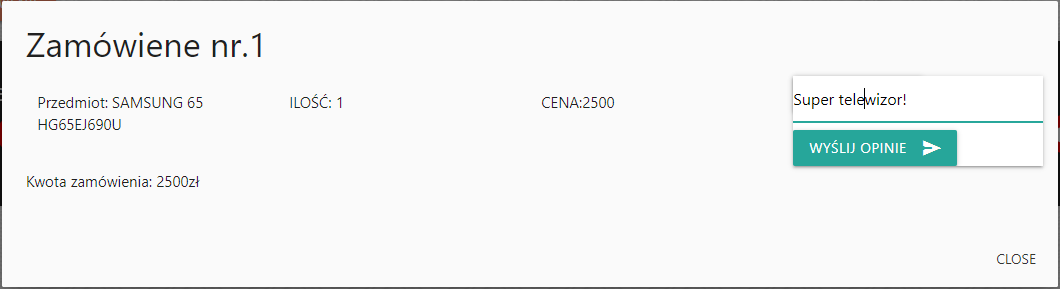 Zamówiene nr.1
Przedmiot: SAMSUNG 65
HG65EJ690U
ILOŚĆ: 1
CENA:2500
Super telewizor!
WYŚLIJ OPINIE
Kwota zamówienia: 2500zł
CLOSE